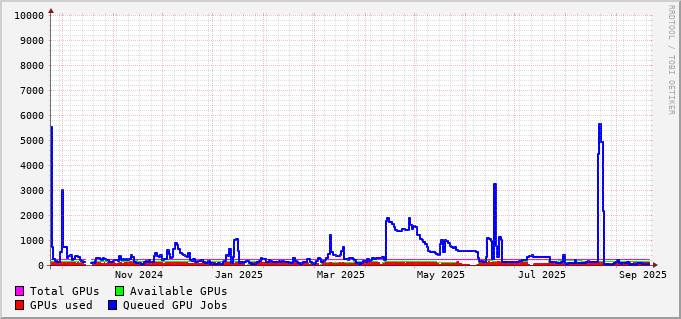 10000
9000
8000
7000
6000
5000
4000
3000
2000
1000
0
Nov 2024 Jan 2025 Mar 2025 May 2025 Jul 2025 Sep 2025
Total GPUs Available GPUs
GPUs used Queued GPU Jobs
RRDTOOL / TOBI OETIKER